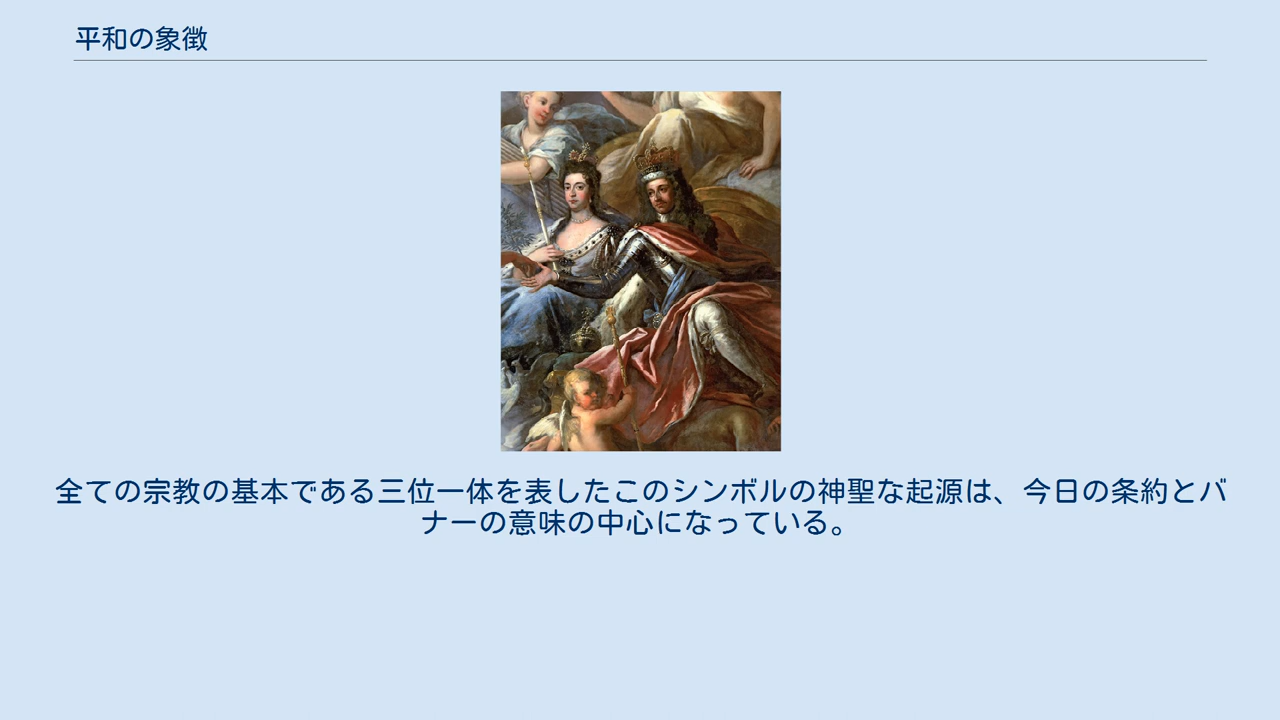 平和の象徴
全ての宗教の基本である三位一体を表したこのシンボルの神聖な起源は、今日の条約とバ
ナーの意味の中心になっている。